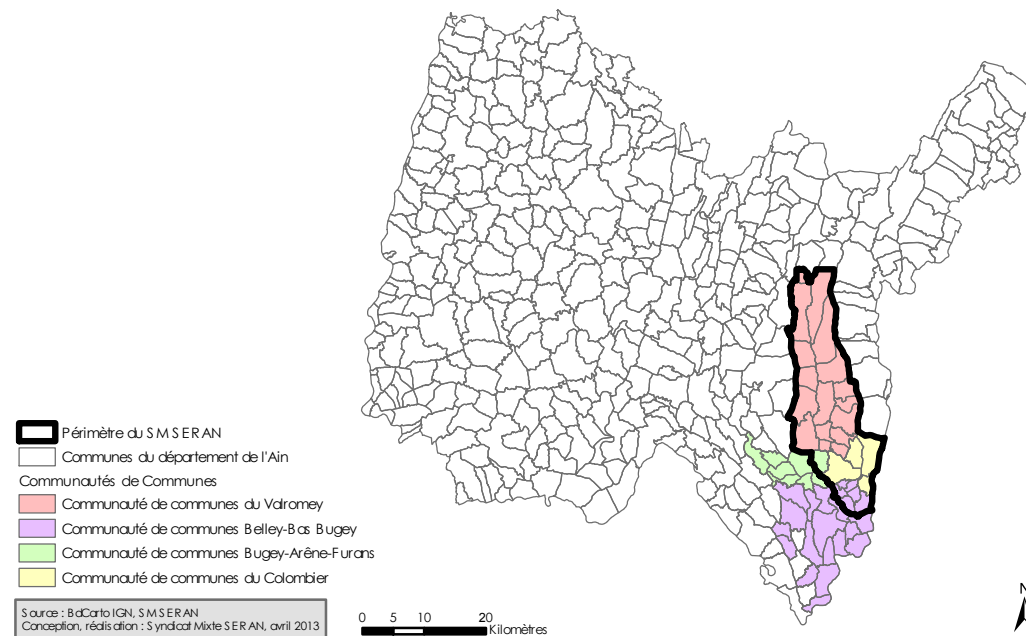 Périmètre du SMSERAN
Communes du département de l'Ain
Communautés de Communes
Communauté de communes du Valromey
Communauté de communes Belley-Bas Bugey
Communauté de communes Bugey-Arêne-Furans
Communauté de communes du Colombier
Source : BdCarto IGN, SMSERAN
Conception, réalisation : Syndicat Mixte SERAN, avril 2013
0 5 10 20
Kilomètres
N